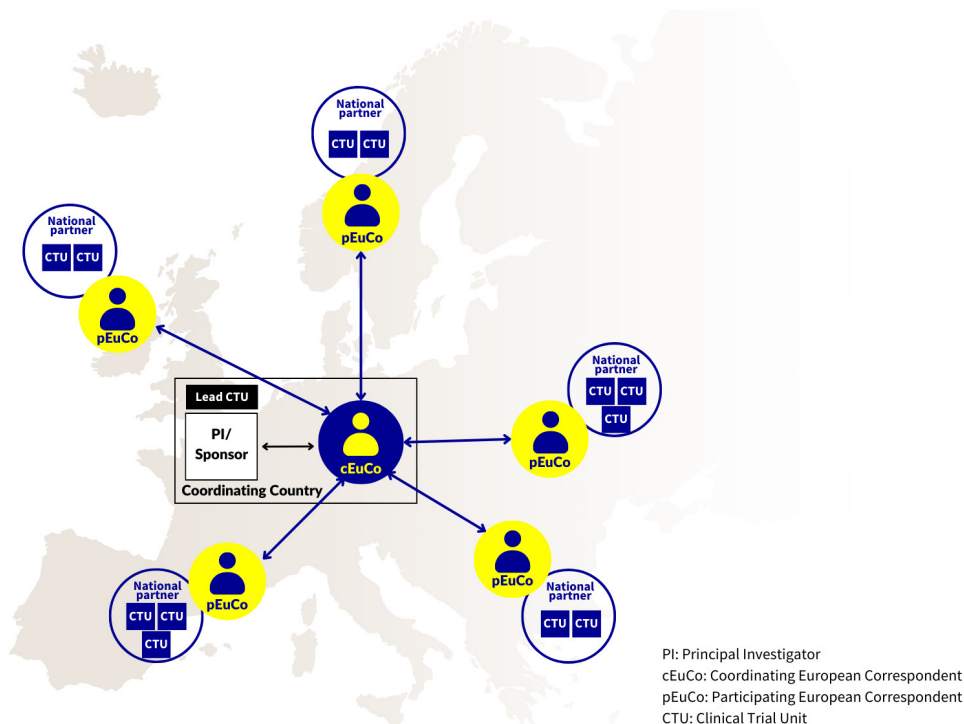 National
partner
CTU CTU
pEuCo
National
partner
CTU CTU
pEuCo
National
partner
CTU CTU
CTU
pEuCo
Lead CTU
PI/
Sponsor
cEuCo
Coordinating Country
pEuCo
National
partner
CTU CTU
pEuCo
National
partner
CTU CTU
CTU
PI: Principal Investigator
cEuCo: Coordinating European Correspondent
pEuCo: Participating European Correspondent
CTU: Clinical Trial Unit